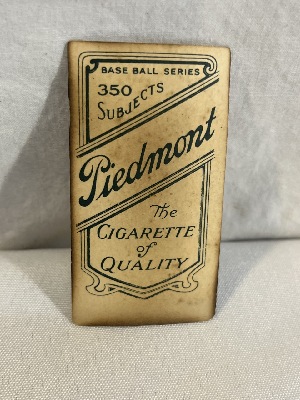 BASE BALL SERIES
350
SUBJECTS
Piedmont
The
CIGARETTE
of
QUALITY